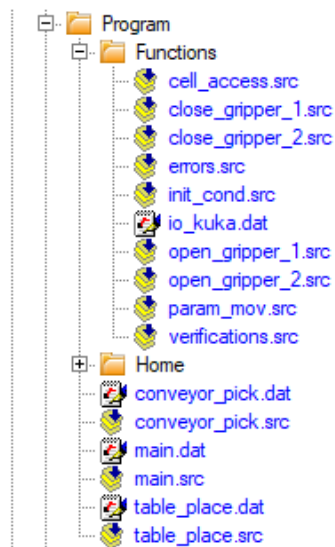 Program
Functions
cell_access.src
close_gripper_1.src
close_gripper_2.src
errors.src
init_cond.src
io_kuka.dat
open_gripper_1.src
open_gripper_2.src
param_mov.src
verifications.src
Home
conveyor_pick.dat
conveyor_pick.src
main.dat
main.src
table_place.dat
table_place.src